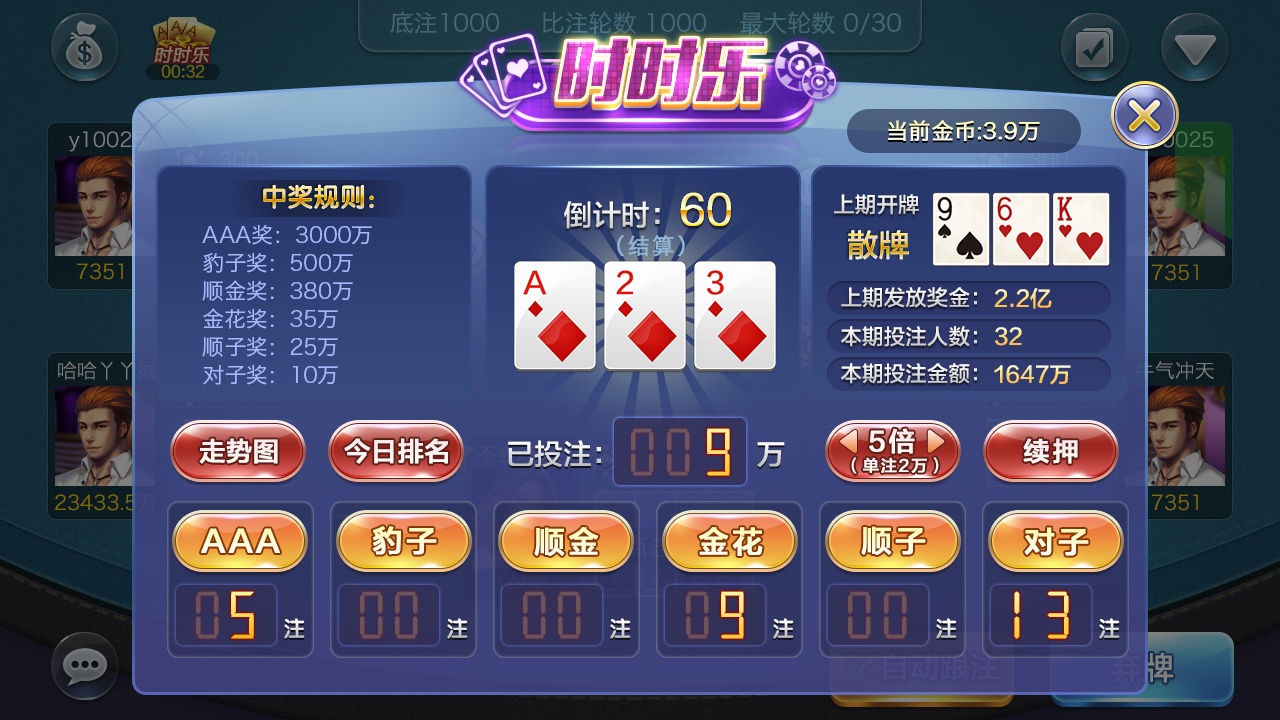 底注1000 比注轮数 1000 最大轮数 0/30
时时乐
00:32
时时乐
当前金币:3.9万
y10025
0025
300
300
中奖规则:
AAA奖: 3000万
豹子奖: 500万
顺金奖: 380万
金花奖: 35万
顺子奖: 25万
对子奖: 10万
倒计时: 60
(结算)
A 2 3
上期开牌
散牌
9 6 K
上期发放奖金: 2.2亿
本期投注人数: 32
本期投注金额: 1647万
7351
7351
哈哈丫丫
牛气冲天
23433.5万
7351
走势图
今日排名
已投注: 009 万
5倍
(单注2万)
续押
AAA
豹子
顺金
金花
顺子
对子
05 注
00 注
00 注
09 注
00 注
13 注
自动跟注
弃牌